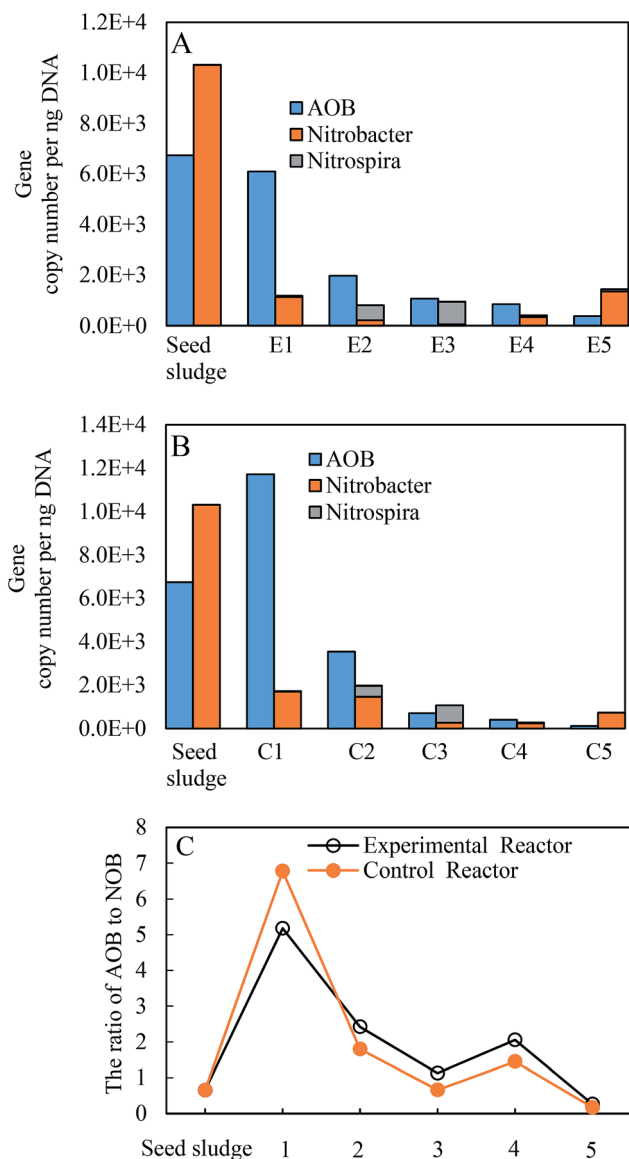 A
Gene
copy number per ng DNA
1.2E+4
1.0E+4
8.0E+3
6.0E+3
4.0E+3
2.0E+3
0.0E+0
AOB
Nitrobacter
Nitrospira
Seed
sludge
E1
E2
E3
E4
E5
B
Gene
copy number per ng DNA
1.4E+4
1.2E+4
1.0E+4
8.0E+3
6.0E+3
4.0E+3
2.0E+3
0.0E+0
AOB
Nitrobacter
Nitrospira
Seed
sludge
C1
C2
C3
C4
C5
C
The ratio of AOB to NOB
8
7
6
5
4
3
2
1
0
Experimental Reactor
Control Reactor
Seed sludge
1
2
3
4
5